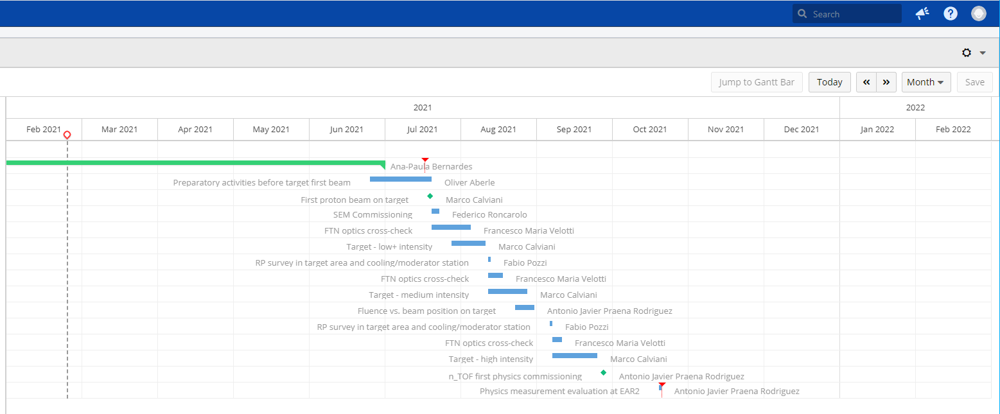 Search
Jump to Gantt Bar Today « » Month Save
2021 2022
Feb 2021 Mar 2021 Apr 2021 May 2021 Jun 2021 Jul 2021 Aug 2021 Sep 2021 Oct 2021 Nov 2021 Dec 2021 Jan 2022 Feb 2022
Ana-Paula Bernardes
Preparatory activities before target first beam Oliver Aberle
First proton beam on target Marco Calviani
SEM Commissioning Federico Roncarolo
FTN optics cross-check Francesco Maria Velotti
Target - low+ intensity Marco Calviani
RP survey in target area and cooling/moderator station Fabio Pozzi
FTN optics cross-check Francesco Maria Velotti
Target - medium intensity Marco Calviani
Fluence vs. beam position on target Antonio Javier Praena Rodriguez
RP survey in target area and cooling/moderator station Fabio Pozzi
FTN optics cross-check Francesco Maria Velotti
Target - high intensity Marco Calviani
n_TOF first physics commissioning Antonio Javier Praena Rodriguez
Physics measurement evaluation at EAR2 Antonio Javier Praena Rodriguez